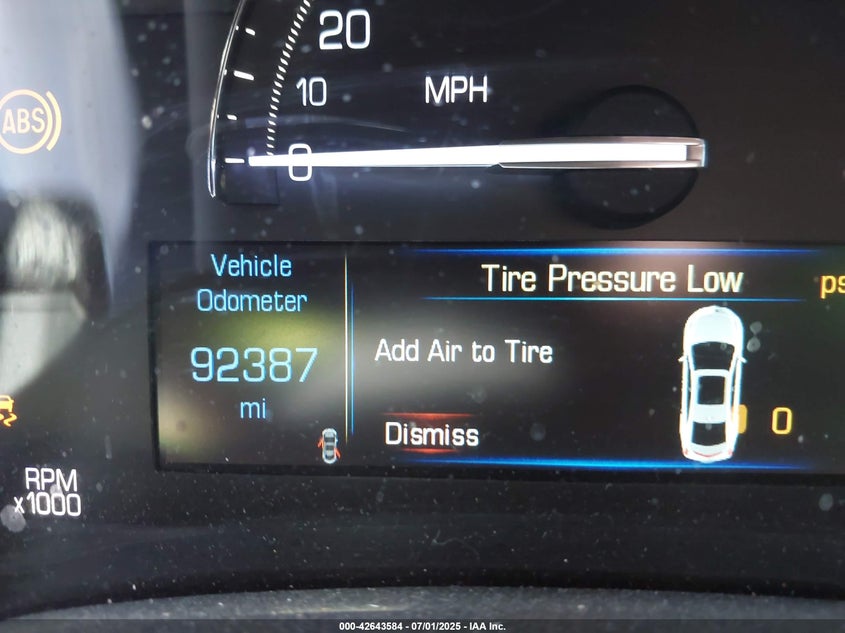 20
10
MPH
ABS
0
Vehicle
Odometer
92387
mi
Tire Pressure Low
Add Air to Tire
0
Dismiss
RPM
x1000
000-42643584 - 07/01/2025 - IAA Inc.